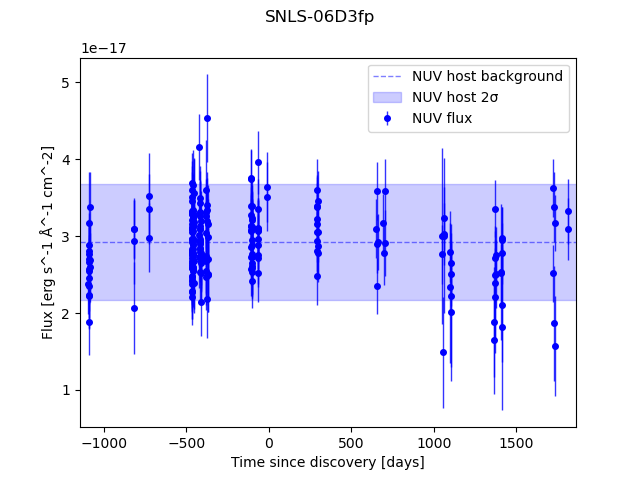 SNLS-06D3fp
1e−17
NUV host background
NUV host 2σ
NUV flux
5
4
3
2
1
Flux [erg s^-1 Å^-1 cm^-2]
−1000 −500 0 500 1000 1500
Time since discovery [days]